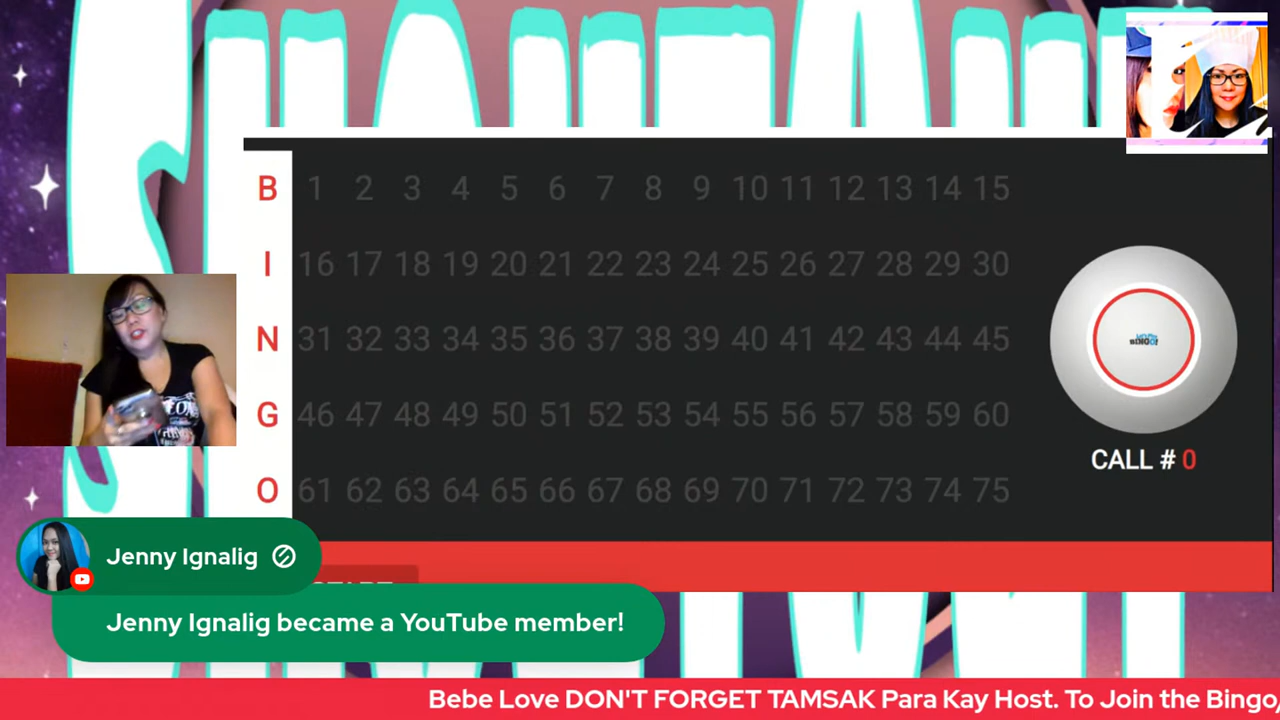 B 1 2 3 4 5 6 7 8 9 10 11 12 13 14 15
I 16 17 18 19 20 21 22 23 24 25 26 27 28 29 30
N 31 32 33 34 35 36 37 38 39 40 41 42 43 44 45
G 46 47 48 49 50 51 52 53 54 55 56 57 58 59 60
O 61 62 63 64 65 66 67 68 69 70 71 72 73 74 75
BINGO!
CALL # 0
Jenny Ignalig
Jenny Ignalig became a YouTube member!
Bebe Love DON'T FORGET TAMSAK Para Kay Host. To Join the Bingo,